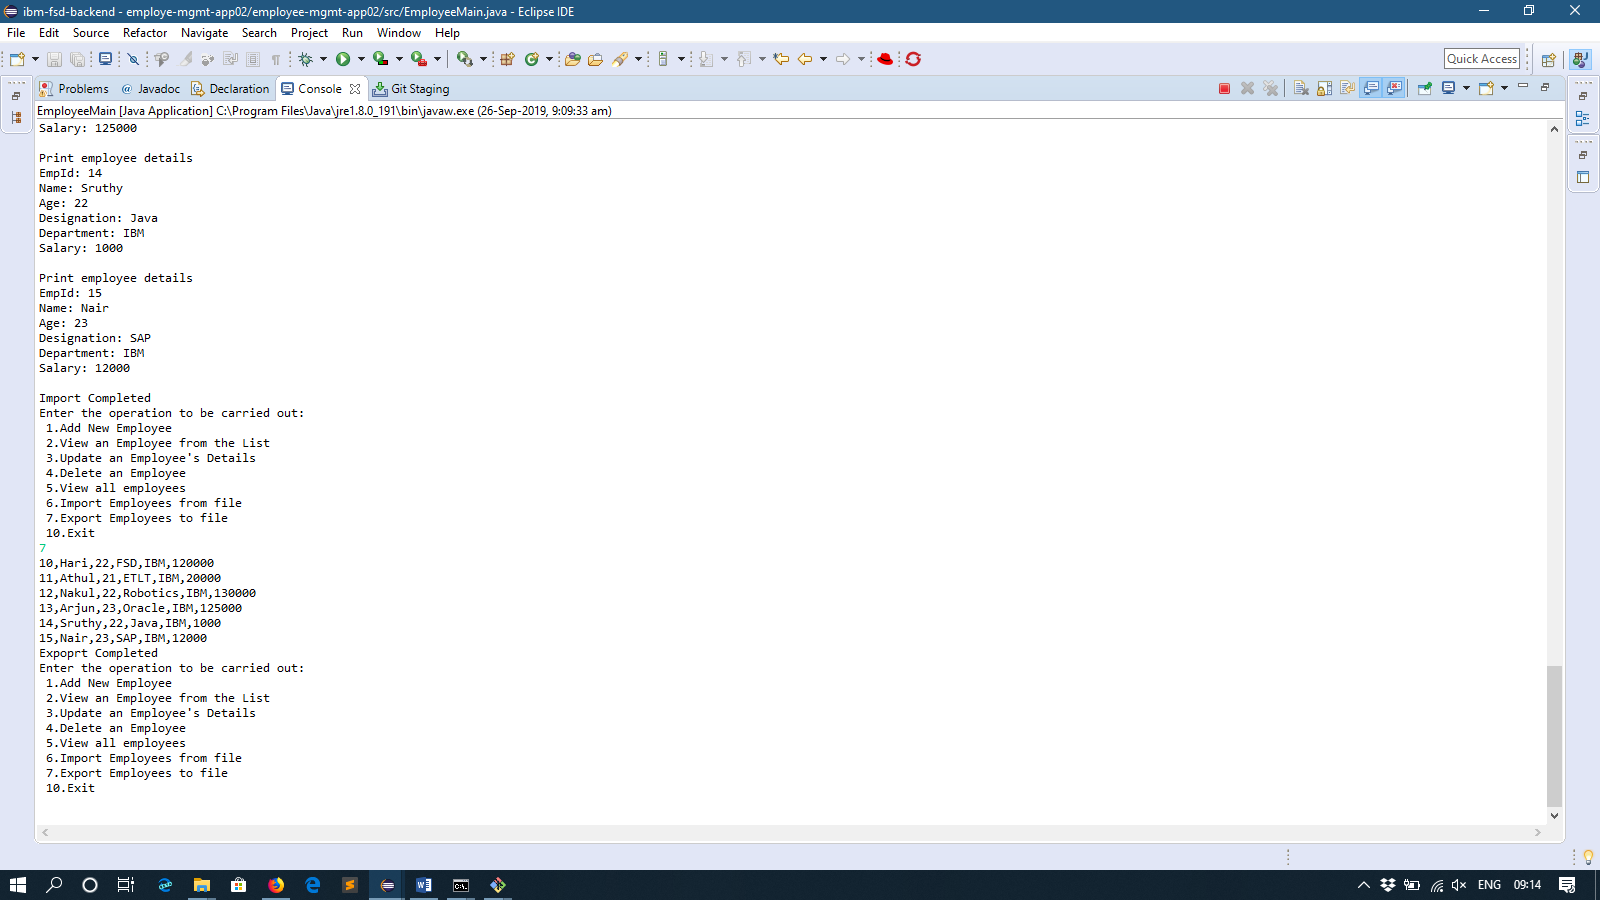 ibm-fsd-backend - employe-mgmt-app02/employee-mgmt-app02/src/EmployeeMain.java - Eclipse IDE
File Edit Source Refactor Navigate Search Project Run Window Help
Quick Access
Problems @ Javadoc Declaration Console Git Staging
EmployeeMain [Java Application] C:\Program Files\Java\jre1.8.0_191\bin\javaw.exe (26-Sep-2019, 9:09:33 am)
Salary: 125000
Print employee details
EmpId: 14
Name: Sruthy
Age: 22
Designation: Java
Department: IBM
Salary: 1000
Print employee details
EmpId: 15
Name: Nair
Age: 23
Designation: SAP
Department: IBM
Salary: 12000
Import Completed
Enter the operation to be carried out:
1.Add New Employee
2.View an Employee from the List
3.Update an Employee's Details
4.Delete an Employee
5.View all employees
6.Import Employees from file
7.Export Employees to file
10.Exit
7
10,Hari,22,FSD,IBM,120000
11,Athul,21,ETLT,IBM,20000
12,Nakul,22,Robotics,IBM,130000
13,Arjun,23,Oracle,IBM,125000
14,Sruthy,22,Java,IBM,1000
15,Nair,23,SAP,IBM,12000
Expoprt Completed
Enter the operation to be carried out:
1.Add New Employee
2.View an Employee from the List
3.Update an Employee's Details
4.Delete an Employee
5.View all employees
6.Import Employees from file
7.Export Employees to file
10.Exit
ENG 09:14